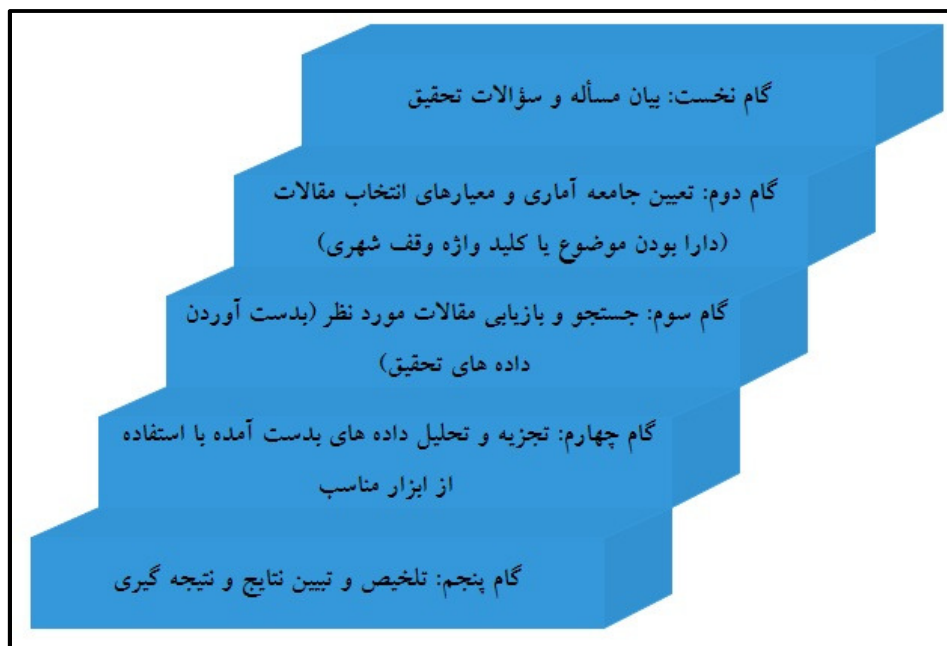 گام نخست: بیان مسأله و سؤالات تحقیق
گام دوم: تعیین جامعه آماری و معیارهای انتخاب مقالات
(دارا بودن موضوع یا کلید واژه وقف شهری)
گام سوم: جستجو و بازیابی مقالات مورد نظر (بدست آوردن
داده های تحقیق)
گام چهارم: تجزیه و تحلیل داده های بدست آمده با استفاده
از ابزار مناسب
گام پنجم: تلخیص و تبیین نتایج و نتیجه گیری